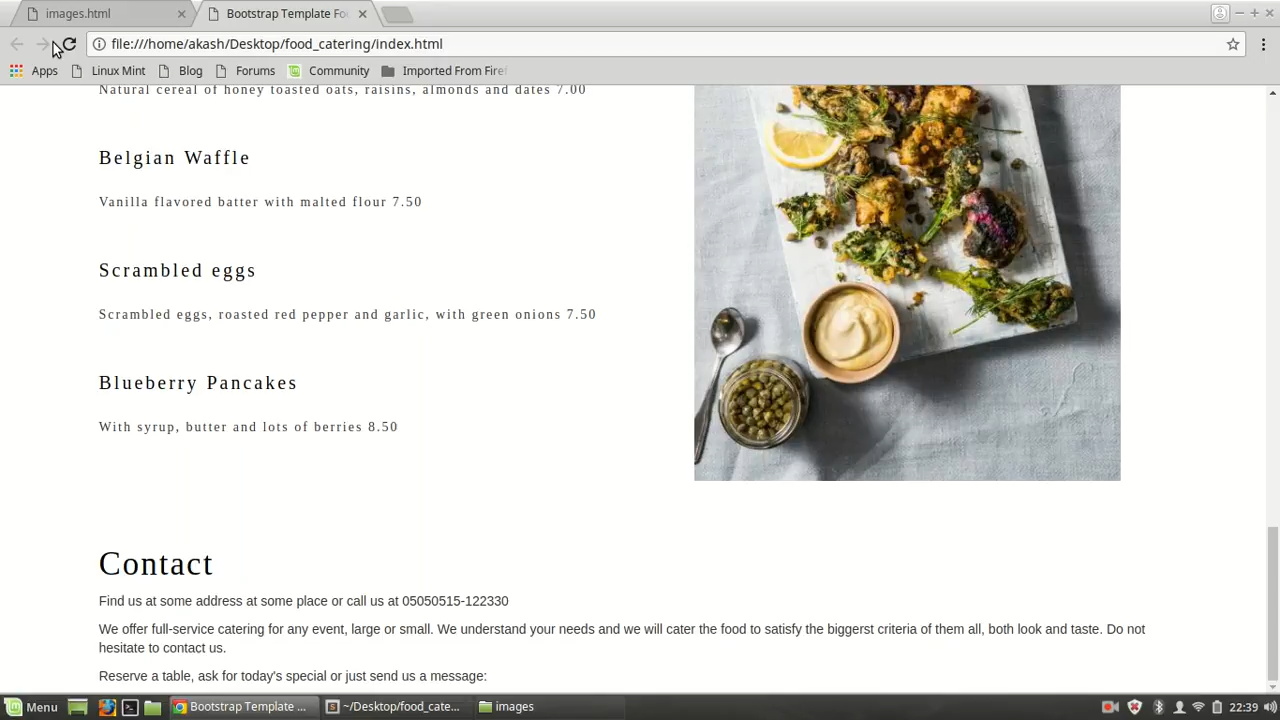 images.html
Bootstrap Template Fo
file:///home/akash/Desktop/food_catering/index.html
Apps Linux Mint Blog Forums Community Imported From Firef
Natural cereal of honey toasted oats, raisins, almonds and dates 7.00
Belgian Waffle
Vanilla flavored batter with malted flour 7.50
Scrambled eggs
Scrambled eggs, roasted red pepper and garlic, with green onions 7.50
Blueberry Pancakes
With syrup, butter and lots of berries 8.50
Contact
Find us at some address at some place or call us at 05050515-122330
We offer full-service catering for any event, large or small. We understand your needs and we will cater the food to satisfy the biggerst criteria of them all, both look and taste. Do not
hesitate to contact us.
Reserve a table, ask for today's special or just send us a message:
Menu Bootstrap Template ... ~/Desktop/food_cate... images 22:39